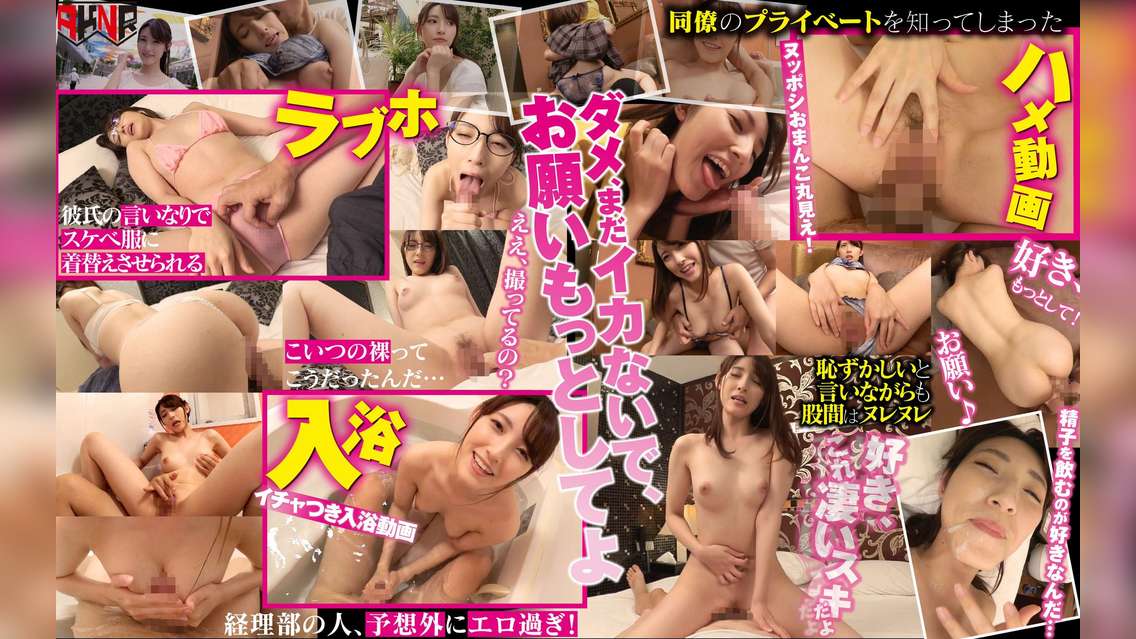 AKNR
同僚のプライベートを知ってしまった
ハメ動画
ヌッポシおまんこ丸見え!
ラブホ
彼氏の言いなりで
スケベ服に
着替えさせられる
ダメ、まだイカないで、
お願いもっとしてよ
ええ、撮ってるの?
こいつの裸って
こうだったんだ…
好き、
もっとして!
お願い♪
恥ずかしいと
言いながらも
股間はヌレヌレ
入浴
イチャつき入浴動画
好き、
これ凄いスキ
だよ
精子を飲むのが好きなんだ…
経理部の人、予想外にエロ過ぎ!